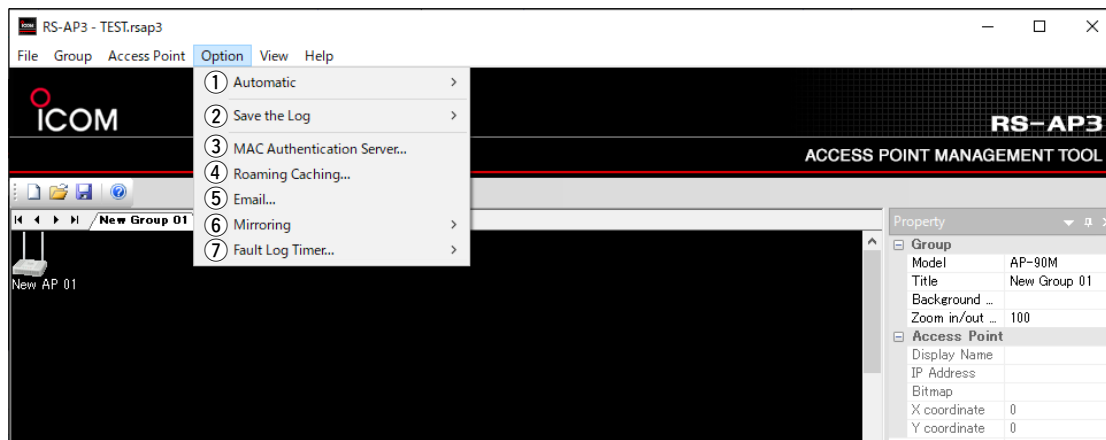 RS-AP3 - TEST.rsap3
File Group Access Point Option View Help
① Automatic >
② Save the Log >
③ MAC Authentication Server...
④ Roaming Caching...
⑤ Email...
⑥ Mirroring >
⑦ Fault Log Timer... >
ICOM
RS-AP3
ACCESS POINT MANAGEMENT TOOL
New Group 01
New AP 01
Property
Group
Model AP-90M
Title New Group 01
Background ...
Zoom in/out ... 100
Access Point
Display Name
IP Address
Bitmap
X coordinate 0
Y coordinate 0